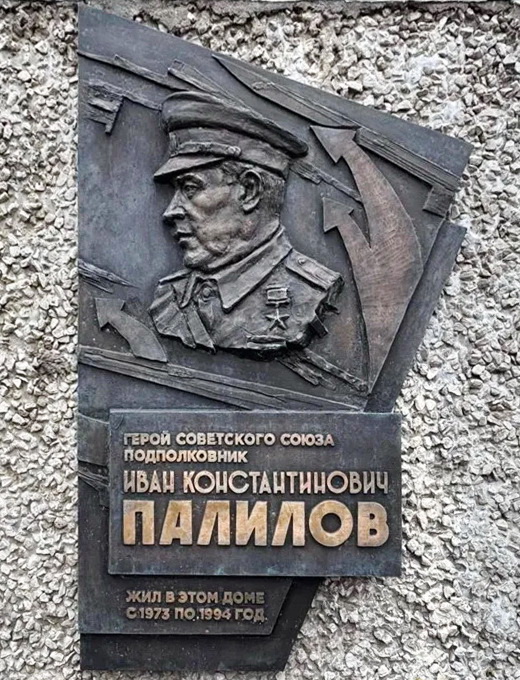 ГЕРОЙ СОВЕТСКОГО СОЮЗА
ПОДПОЛКОВНИК
ИВАН КОНСТАНТИНОВИЧ
ПАЛИЛОВ
ЖИЛ В ЭТОМ ДОМЕ
С 1973 ПО 1994 ГОД